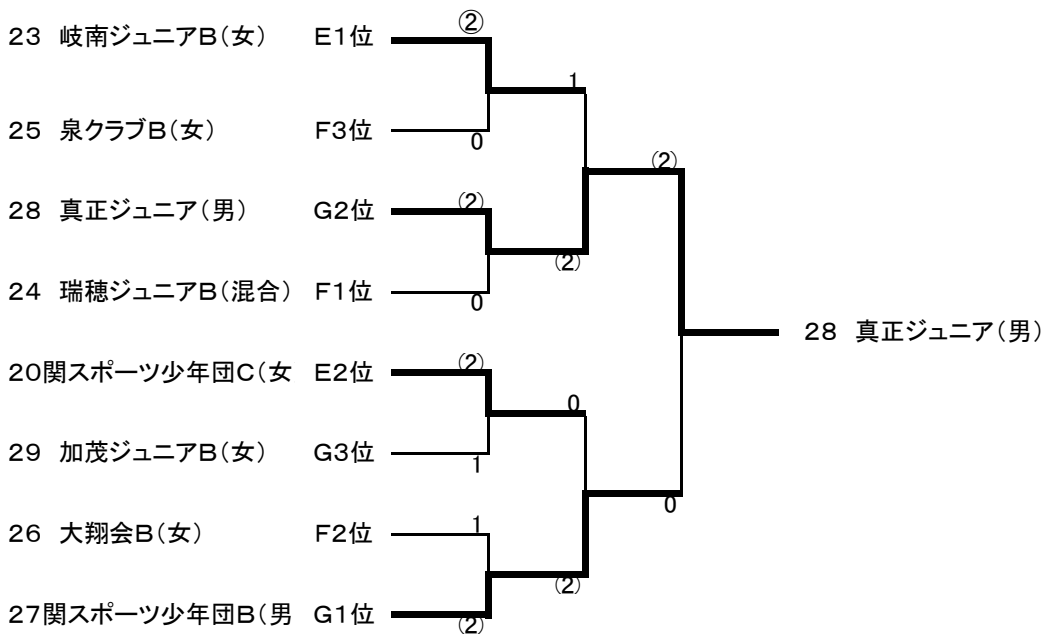 23 岐南ジュニアB(女) E1位 ②
1
25 泉クラブB(女) F3位 0
(2)
28 真正ジュニア(男) G2位 (2)
(2)
24 瑞穂ジュニアB(混合) F1位 0
28 真正ジュニア(男)
20関スポーツ少年団C(女 E2位 (2)
0
29 加茂ジュニアB(女) G3位 1
0
26 大翔会B(女) F2位 1
(2)
27関スポーツ少年団B(男 G1位 (2)